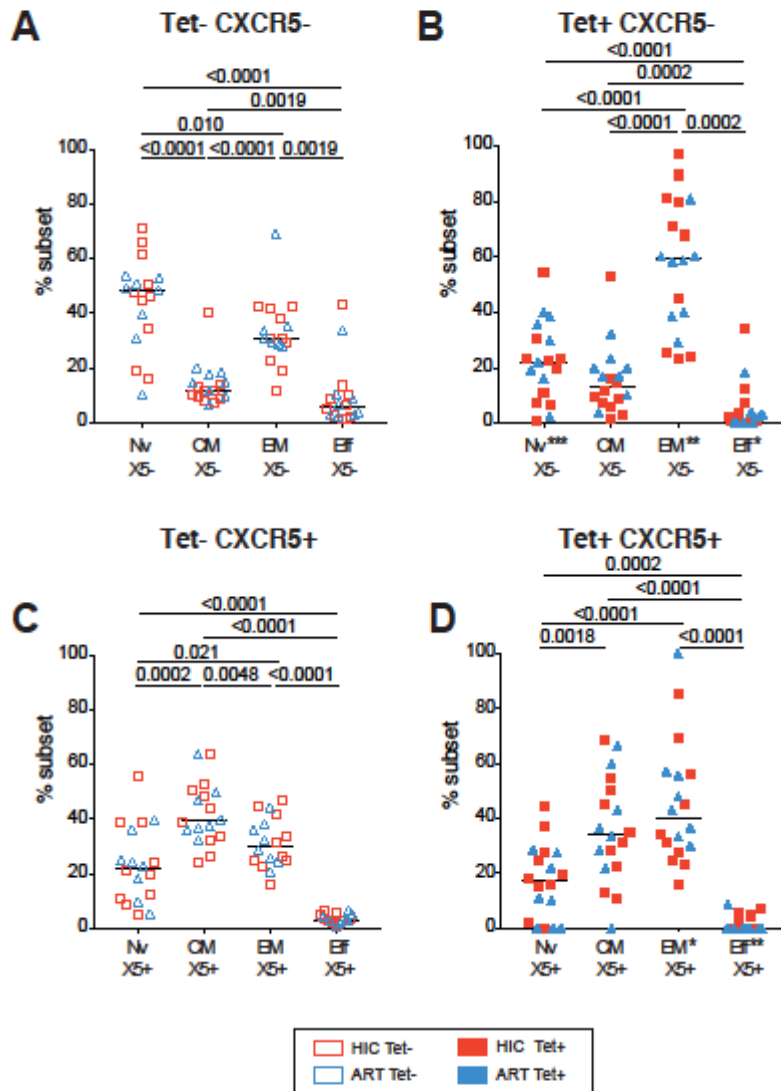 A
Tet- CXCR5-
<0.0001
0.0019
0.010
<0.0001 <0.0001 0.0019
100
80
60
40
20
0
% subset
Nv CM EM Eff
X5- X5- X5- X5-
B
Tet+ CXCR5-
<0.0001
0.0002
<0.0001
<0.0001 0.0002
100
80
60
40
20
0
% subset
Nv*** CM EM** Eff*
X5- X5- X5- X5-
C
Tet- CXCR5+
<0.0001
<0.0001
0.021
0.0002 0.0048 <0.0001
100
80
60
40
20
0
% subset
Nv CM EM Eff
X5+ X5+ X5+ X5+
D
Tet+ CXCR5+
0.0002
<0.0001
<0.0001
0.0018 <0.0001
100
80
60
40
20
0
% subset
Nv CM EM* Eff**
X5+ X5+ X5+ X5+
HIC Tet- HIC Tet+
ART Tet- ART Tet+